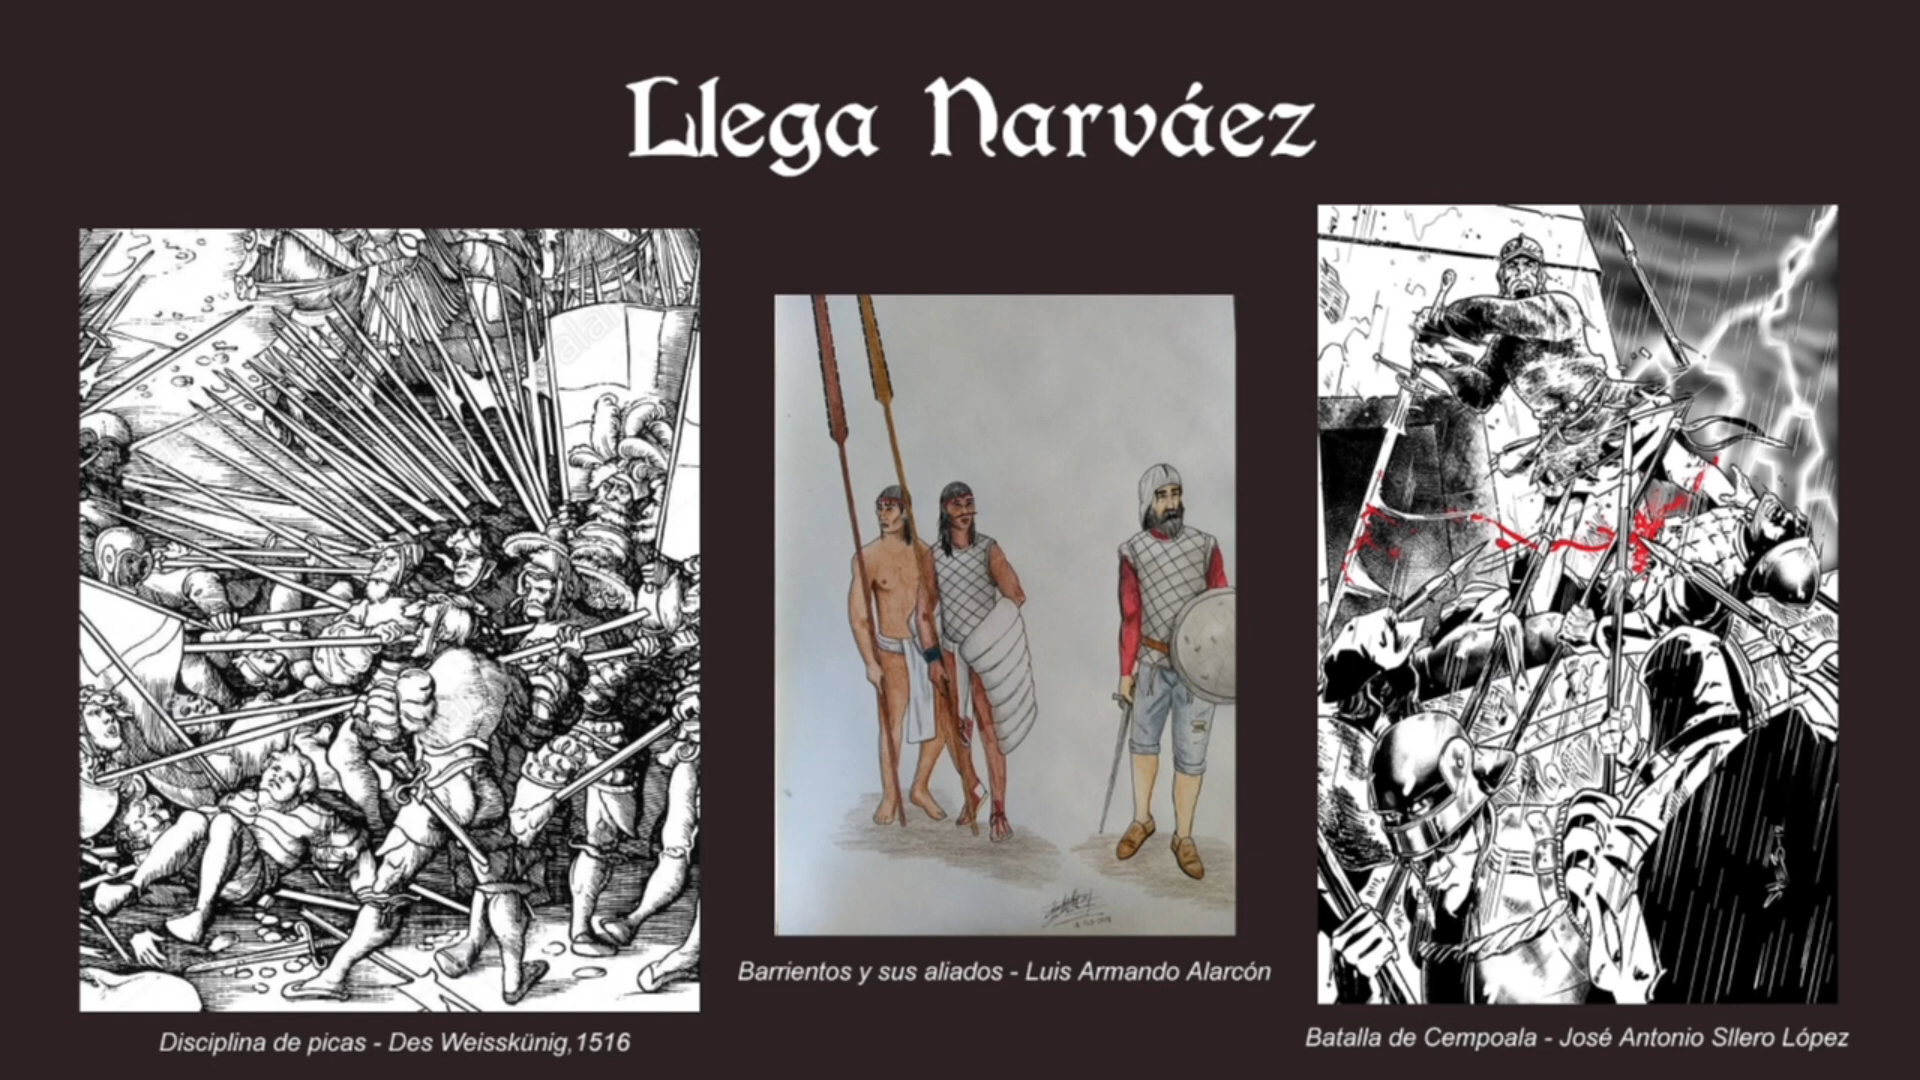 Llega Narváez
Barrientos y sus aliados - Luis Armando Alarcón
Disciplina de picas - Des Weisskünig,1516
Batalla de Cempoala - José Antonio Sllero López